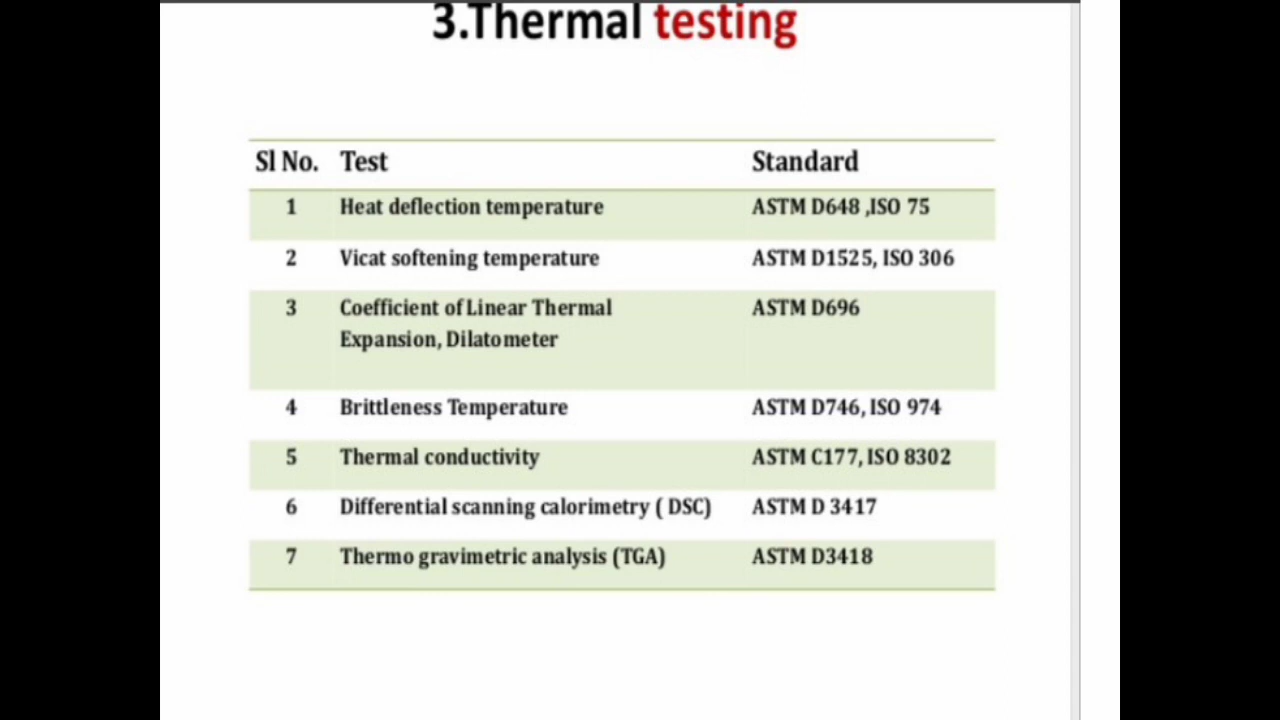 3.Thermal testing
Sl No. Test Standard
1 Heat deflection temperature ASTM D648 ,ISO 75
2 Vicat softening temperature ASTM D1525, ISO 306
3 Coefficient of Linear Thermal ASTM D696
Expansion, Dilatometer
4 Brittleness Temperature ASTM D746, ISO 974
5 Thermal conductivity ASTM C177, ISO 8302
6 Differential scanning calorimetry ( DSC) ASTM D 3417
7 Thermo gravimetric analysis (TGA) ASTM D3418